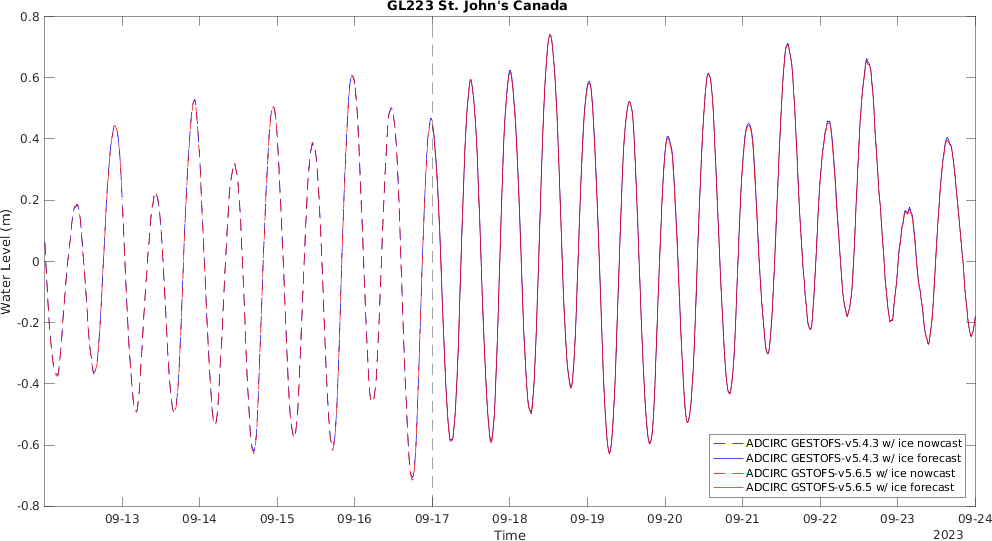 GL223 St. John's Canada
0.8
0.6
0.4
0.2
0
-0.2
-0.4
-0.6
-0.8
Water Level (m)
ADCIRC GESTOFS-v5.4.3 w/ ice nowcast
ADCIRC GESTOFS-v5.4.3 w/ ice forecast
ADCIRC GSTOFS-v5.6.5 w/ ice nowcast
ADCIRC GSTOFS-v5.6.5 w/ ice forecast
09-13 09-14 09-15 09-16 09-17 09-18 09-19 09-20 09-21 09-22 09-23 09-24
Time
2023